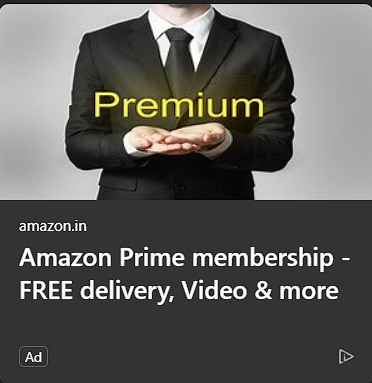 Premium
amazon.in
Amazon Prime membership -
FREE delivery, Video & more
Ad